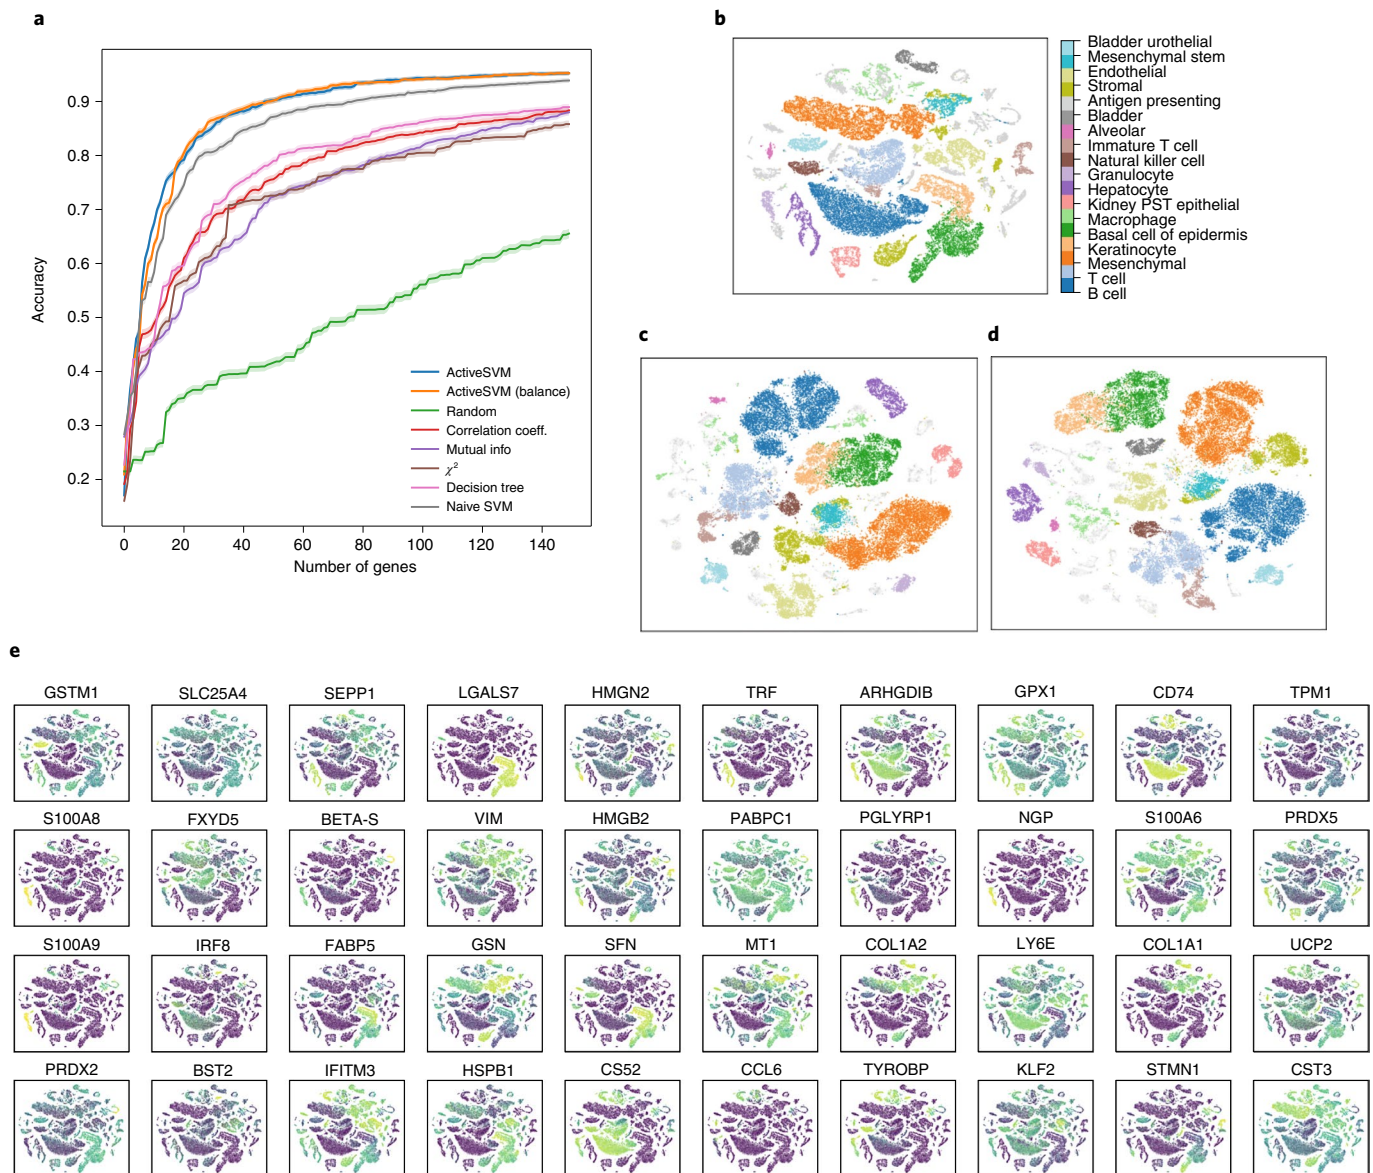 a
0.9
0.8
0.7
0.6
0.5
0.4
0.3
0.2
Accuracy
0 20 40 60 80 100 120 140
Number of genes
ActiveSVM
ActiveSVM (balance)
Random
Correlation coeff.
Mutual info
χ²
Decision tree
Naive SVM
b
Bladder urothelial
Mesenchymal stem
Endothelial
Stromal
Antigen presenting
Bladder
Alveolar
Immature T cell
Natural killer cell
Granulocyte
Hepatocyte
Kidney PST epithelial
Macrophage
Basal cell of epidermis
Keratinocyte
Mesenchymal
T cell
B cell
c
d
e
GSTM1 SLC25A4 SEPP1 LGALS7 HMGN2 TRF ARHGDIB GPX1 CD74 TPM1
S100A8 FXYD5 BETA-S VIM HMGB2 PABPC1 PGLYRP1 NGP S100A6 PRDX5
S100A9 IRF8 FABP5 GSN SFN MT1 COL1A2 LY6E COL1A1 UCP2
PRDX2 BST2 IFITM3 HSPB1 CS52 CCL6 TYROBP KLF2 STMN1 CST3